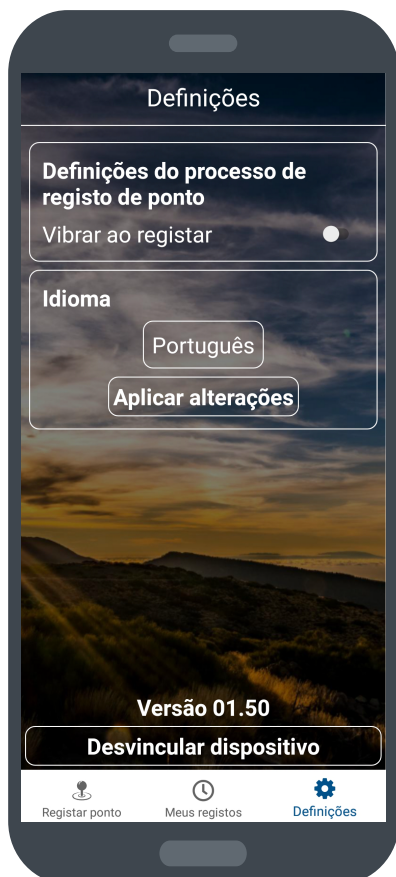 Definições
Definições do processo de
registo de ponto
Vibrar ao registar
Idioma
Português
Aplicar alterações
Versão 01.50
Desvincular dispositivo
Registar ponto
Meus registos
Definições